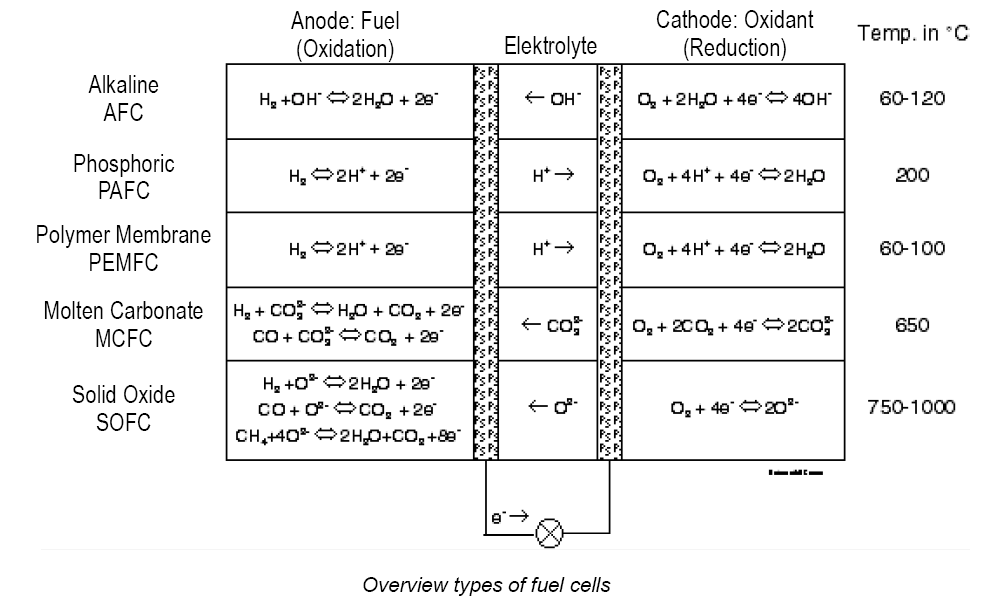 Anode: Fuel
(Oxidation)
Elektrolyte
Cathode: Oxidant
(Reduction)
Temp. in °C
Alkaline
AFC
H₂ +OH⁻ ⇔ 2H₂O + 2e⁻
← OH⁻
O₂ + 2H₂O + 4e⁻ ⇔ 4OH⁻
60-120
Phosphoric
PAFC
H₂ ⇔ 2H⁺ + 2e⁻
H⁺ →
O₂ + 4H⁺ + 4e⁻ ⇔ 2H₂O
200
Polymer Membrane
PEMFC
H₂ ⇔ 2H⁺ + 2e⁻
H⁺ →
O₂ + 4H⁺ + 4e⁻ ⇔ 2H₂O
60-100
Molten Carbonate
MCFC
H₂ + CO₃²⁻ ⇔ H₂O + CO₂ + 2e⁻
CO + CO₃²⁻ ⇔ CO₂ + 2e⁻
← CO₃²⁻
O₂ + 2CO₂ + 4e⁻ ⇔ 2CO₃²⁻
650
Solid Oxide
SOFC
H₂ +O²⁻ ⇔ 2H₂O + 2e⁻
CO + O²⁻ ⇔ CO₂ + 2e⁻
CH₄+4O²⁻ ⇔ 2H₂O+CO₂+8e⁻
← O²⁻
O₂ + 4e⁻ ⇔ 2O²⁻
750-1000
e⁻ →
Overview types of fuel cells